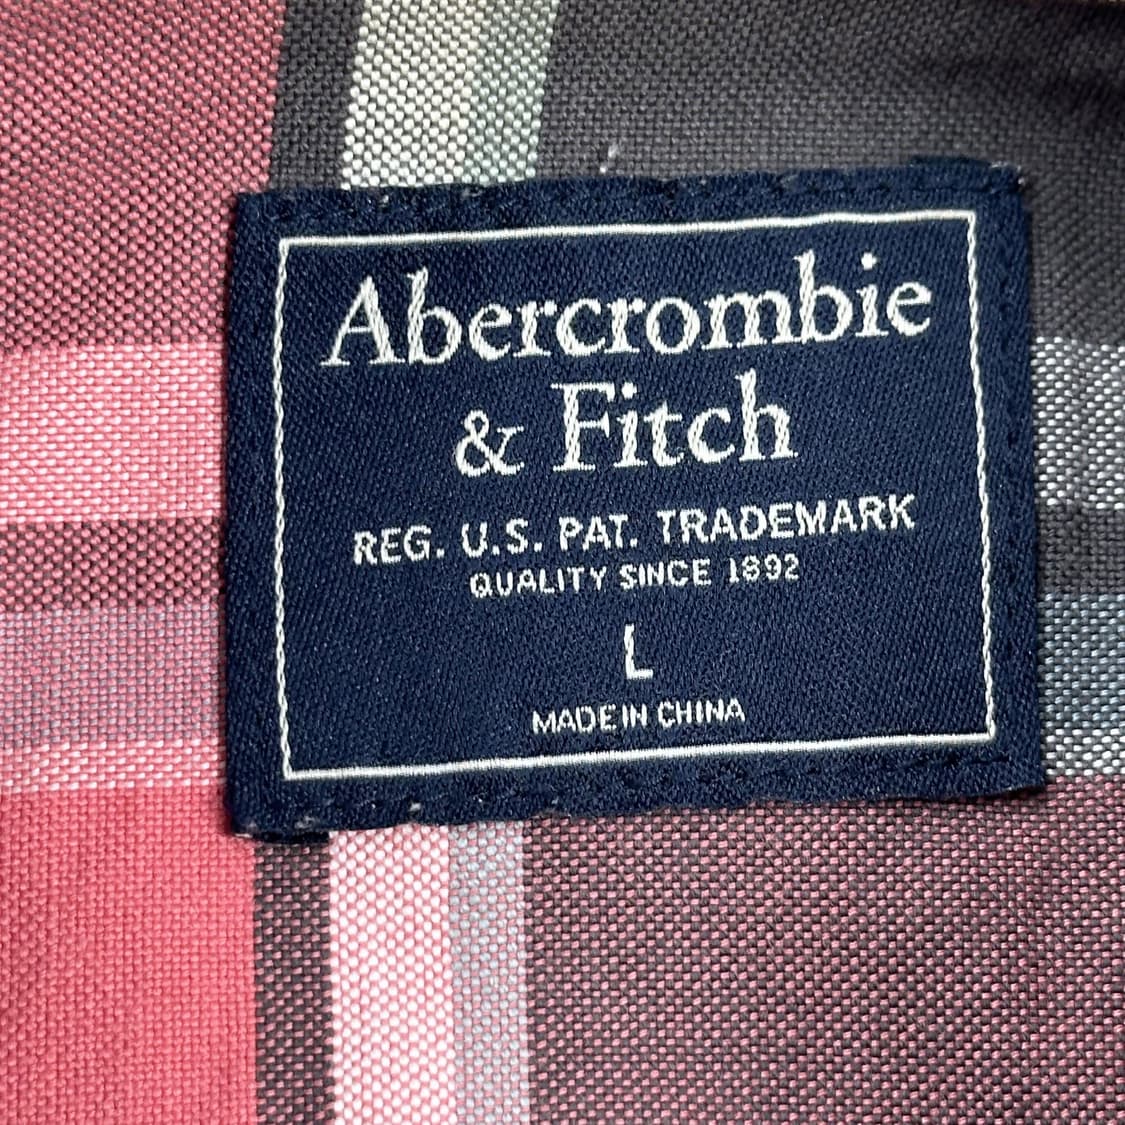 Abercrombie
& Fitch
REG. U.S. PAT. TRADEMARK
QUALITY SINCE 1892
L
MADE IN CHINA